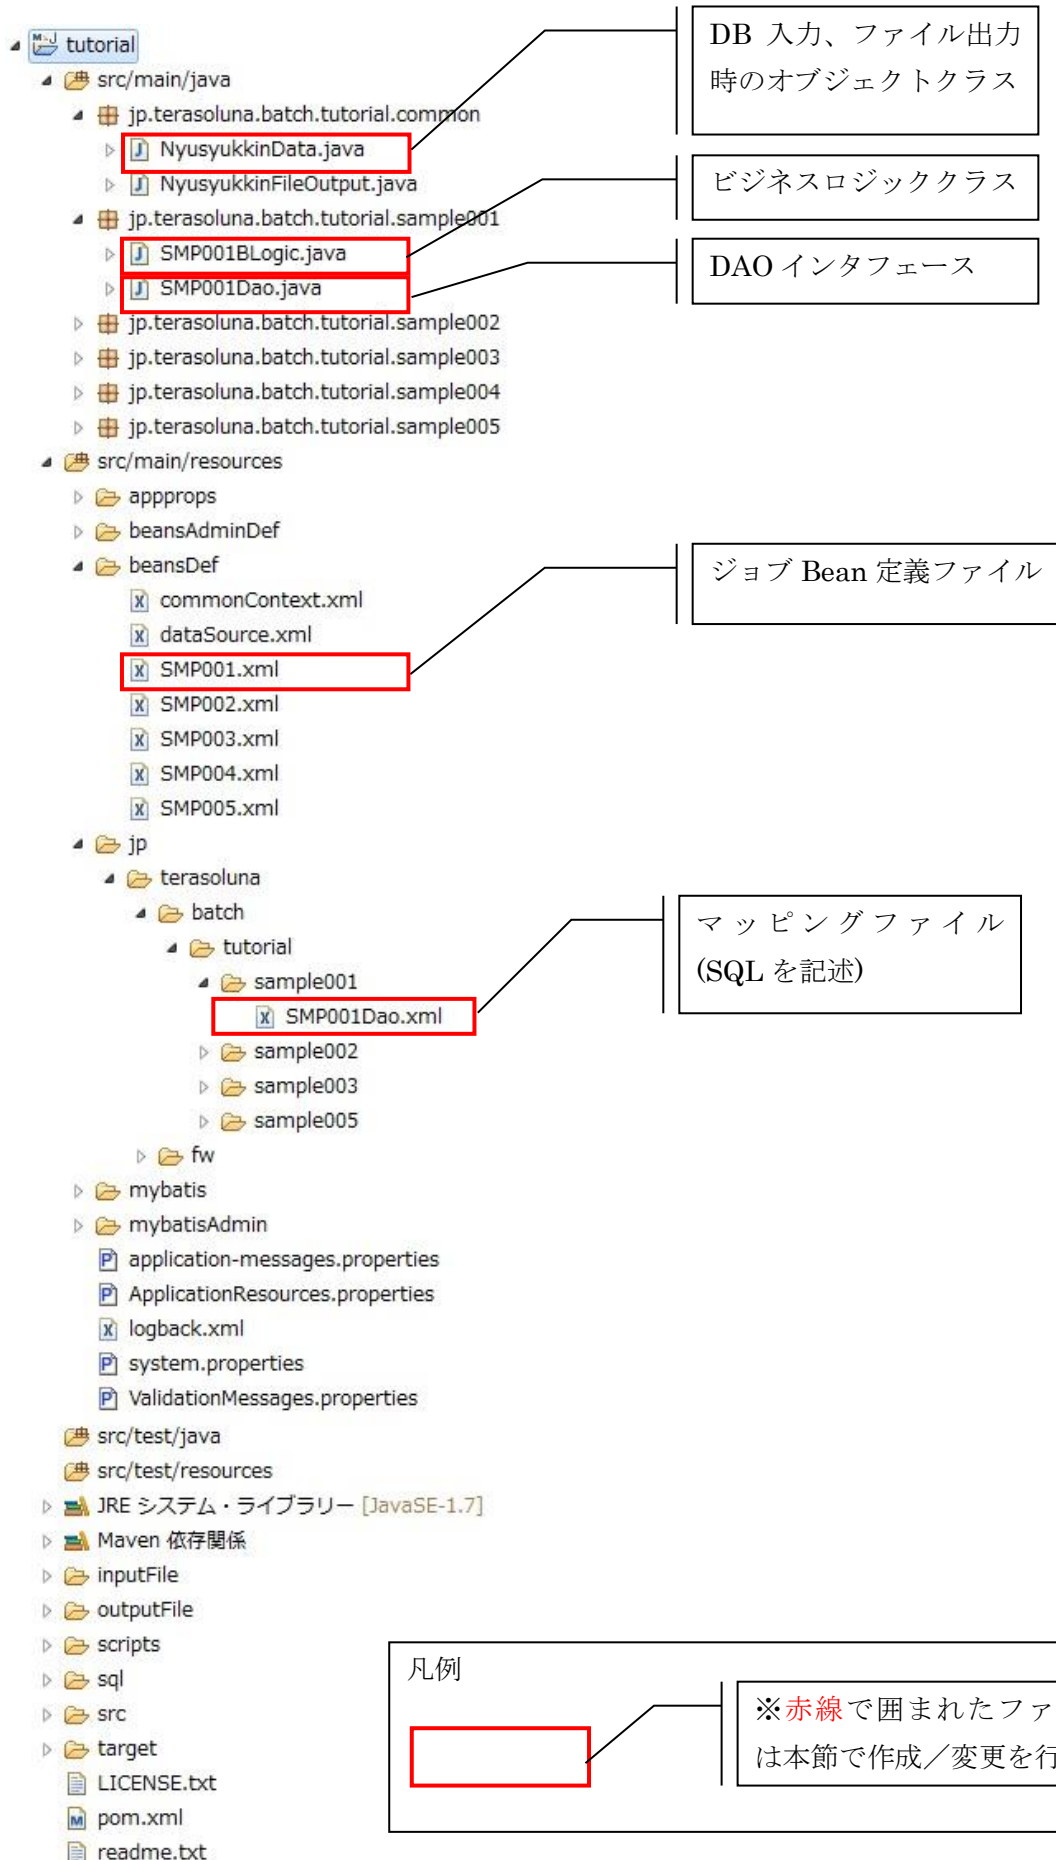 tutorial
src/main/java
jp.terasoluna.batch.tutorial.common
NyusyukkinData.java
NyusyukkinFileOutput.java
jp.terasoluna.batch.tutorial.sample001
SMP001BLogic.java
SMP001Dao.java
jp.terasoluna.batch.tutorial.sample002
jp.terasoluna.batch.tutorial.sample003
jp.terasoluna.batch.tutorial.sample004
jp.terasoluna.batch.tutorial.sample005
src/main/resources
appprops
beansAdminDef
beansDef
commonContext.xml
dataSource.xml
SMP001.xml
SMP002.xml
SMP003.xml
SMP004.xml
SMP005.xml
jp
terasoluna
batch
tutorial
sample001
SMP001Dao.xml
sample002
sample003
sample005
fw
mybatis
mybatisAdmin
application-messages.properties
ApplicationResources.properties
logback.xml
system.properties
ValidationMessages.properties
src/test/java
src/test/resources
JRE システム・ライブラリー [JavaSE-1.7]
Maven 依存関係
inputFile
outputFile
scripts
sql
src
target
LICENSE.txt
pom.xml
readme.txt
DB 入力、ファイル出力
時のオブジェクトクラス
ビジネスロジッククラス
DAO インタフェース
ジョブ Bean 定義ファイル
マッピングファイル
(SQL を記述)
凡例
※赤線で囲まれたファ
は本節で作成／変更を行